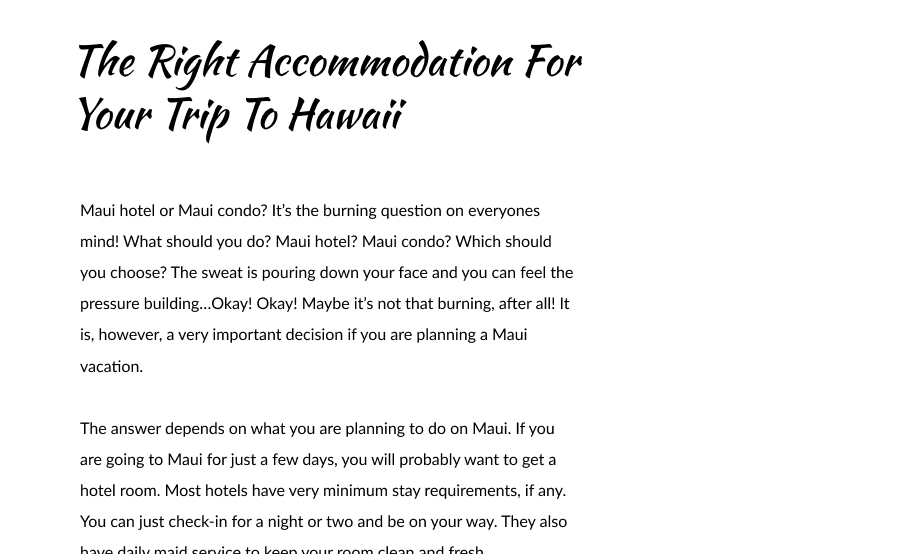 The Right Accommodation For
Your Trip To Hawaii
Maui hotel or Maui condo? It's the burning question on everyones
mind! What should you do? Maui hotel? Maui condo? Which should
you choose? The sweat is pouring down your face and you can feel the
pressure building...Okay! Okay! Maybe it's not that burning, after all! It
is, however, a very important decision if you are planning a Maui
vacation.
The answer depends on what you are planning to do on Maui. If you
are going to Maui for just a few days, you will probably want to get a
hotel room. Most hotels have very minimum stay requirements, if any.
You can just check-in for a night or two and be on your way. They also
have daily maid service to keep your room clean and fresh.